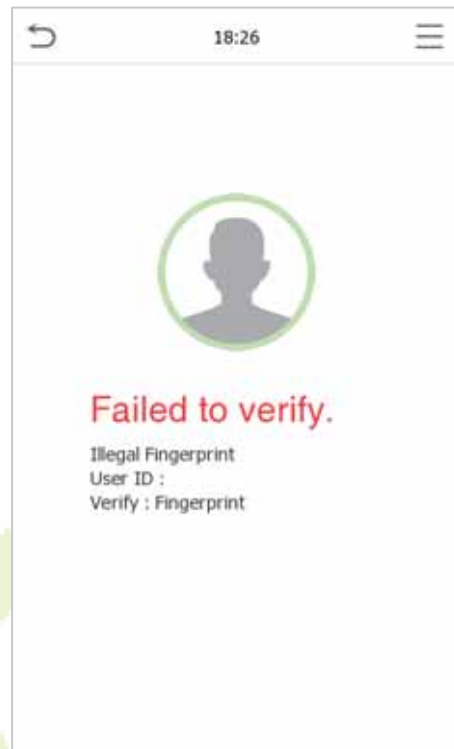 18:26
Failed to verify.
Illegal Fingerprint
User ID :
Verify : Fingerprint